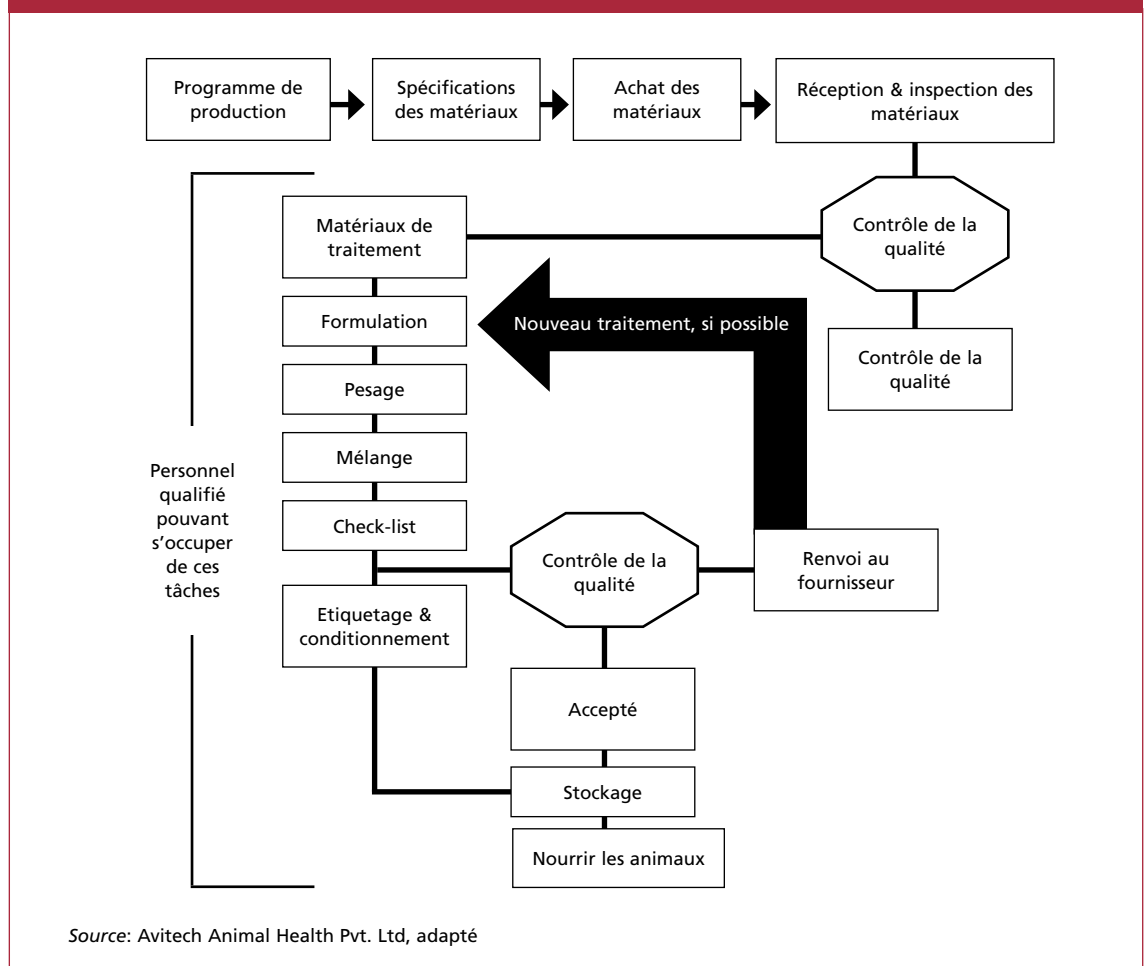 Programme de
production
Spécifications
des matériaux
Achat des
matériaux
Réception & inspection des
matériaux
Contrôle de la
qualité
Matériaux de
traitement
Formulation
Nouveau traitement, si possible
Contrôle de la
qualité
Pesage
Mélange
Personnel
qualifié
pouvant
s’occuper
de ces
tâches
Check-list
Contrôle de la
qualité
Renvoi au
fournisseur
Etiquetage &
conditionnement
Accepté
Stockage
Nourrir les animaux
Source: Avitech Animal Health Pvt. Ltd, adapté